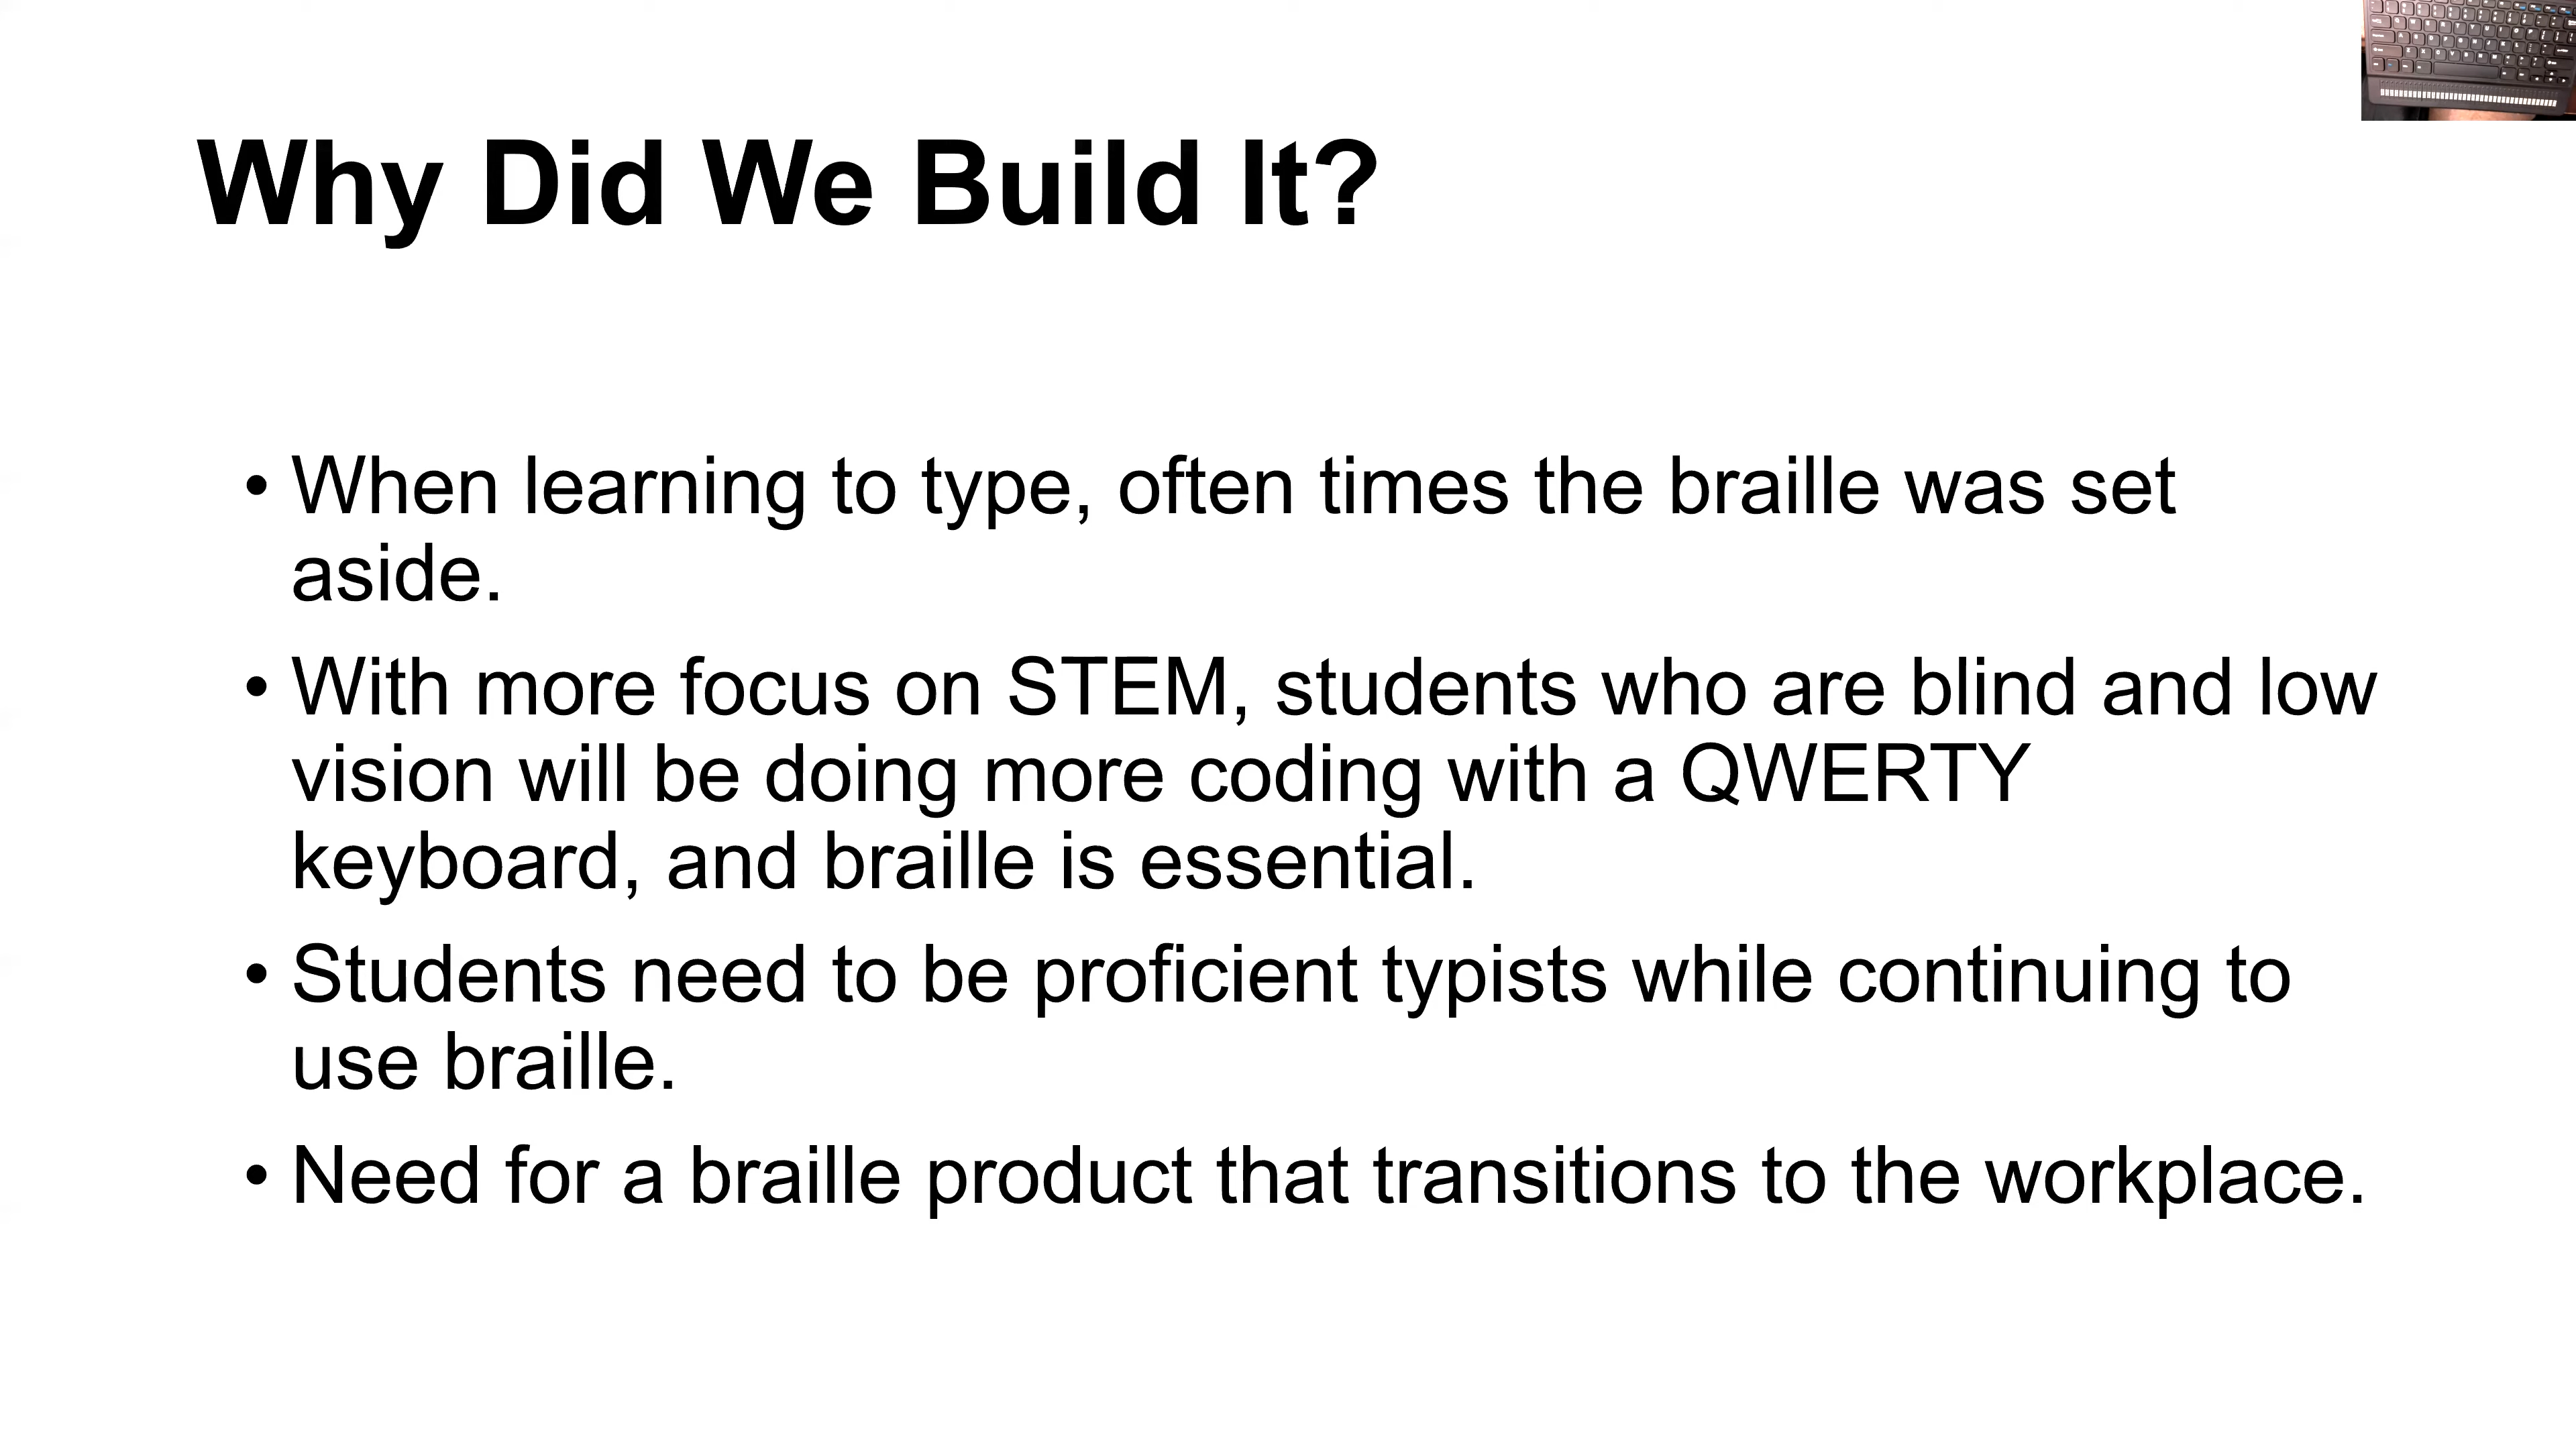 Why Did We Build It?
• When learning to type, often times the braille was set
aside.
• With more focus on STEM, students who are blind and low
vision will be doing more coding with a QWERTY
keyboard, and braille is essential.
• Students need to be proficient typists while continuing to
use braille.
• Need for a braille product that transitions to the workplace.